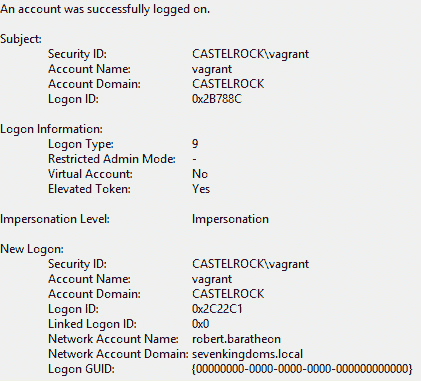 An account was successfully logged on.
Subject:
Security ID: CASTELROCK\vagrant
Account Name: vagrant
Account Domain: CASTELROCK
Logon ID: 0x2B788C
Logon Information:
Logon Type: 9
Restricted Admin Mode: -
Virtual Account: No
Elevated Token: Yes
Impersonation Level: Impersonation
New Logon:
Security ID: CASTELROCK\vagrant
Account Name: vagrant
Account Domain: CASTELROCK
Logon ID: 0x2C22C1
Linked Logon ID: 0x0
Network Account Name: robert.baratheon
Network Account Domain: sevenkingdoms.local
Logon GUID: {00000000-0000-0000-0000-000000000000}